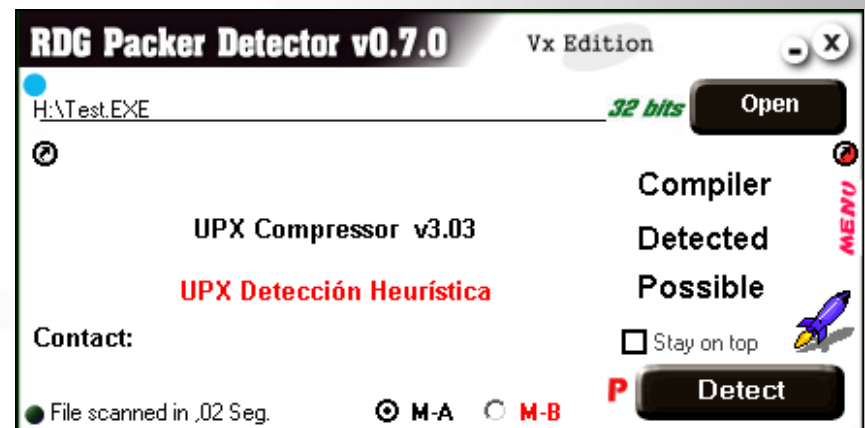 RDG Packer Detector v0.7.0 Vx Edition
H:\Test.EXE 32 bits Open
Compiler
MENU
UPX Compressor v3.03 Detected
UPX Detección Heurística Possible
Contact: Stay on top
P Detect
File scanned in ,02 Seg. M-A M-B